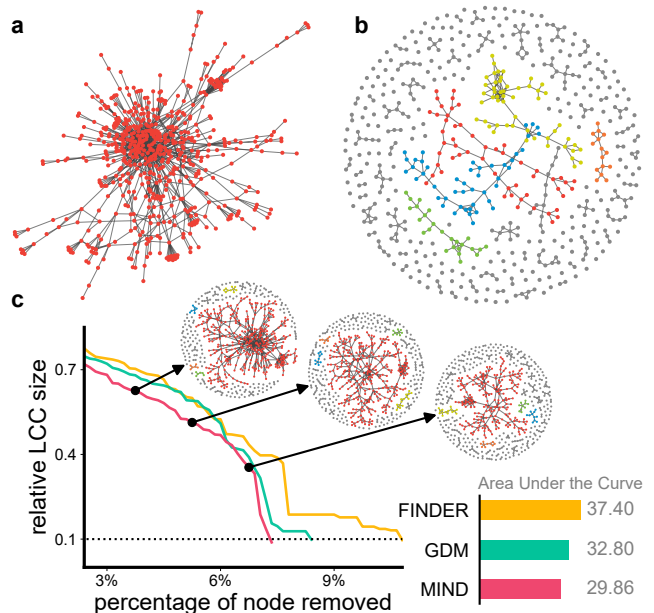 a
b
c
relative LCC size
0.7
0.4
0.1
3%
6%
9%
percentage of node removed
Area Under the Curve
FINDER
37.40
GDM
32.80
MIND
29.86